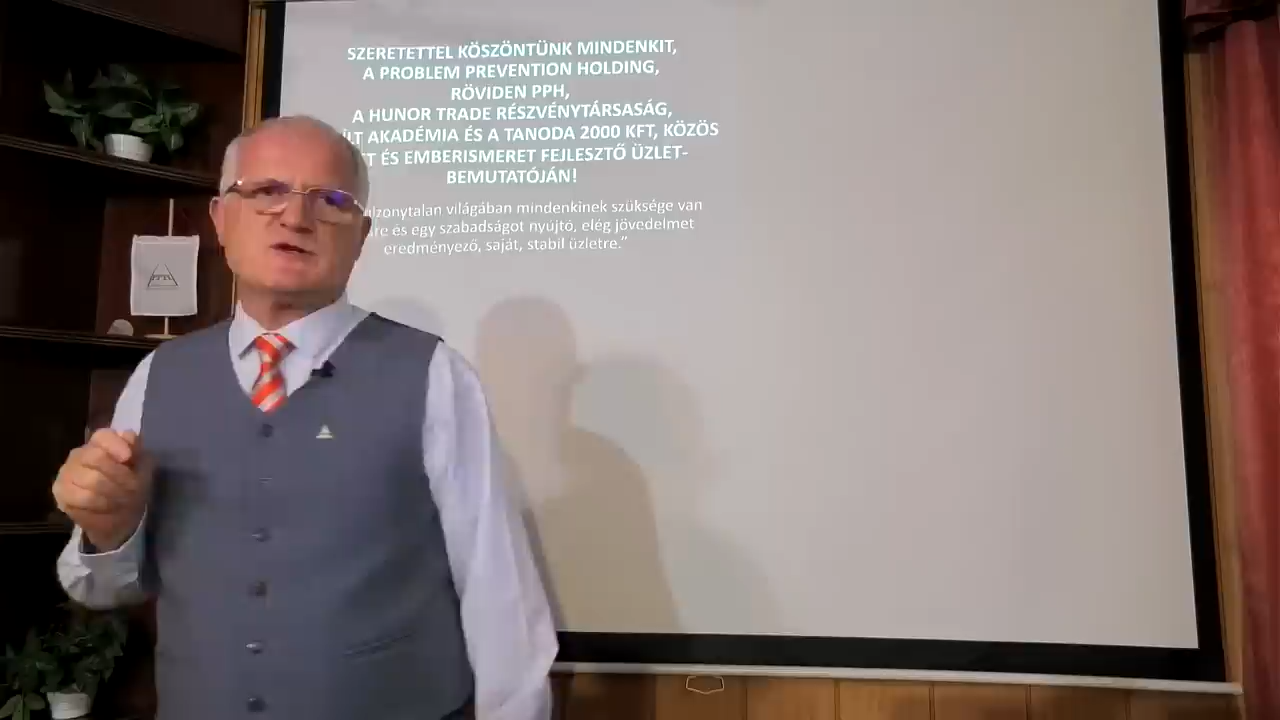 SZERETETTEL KÖSZÖNTÜNK MINDENKIT,
A PROBLEM PREVENTION HOLDING,
RÖVIDEN PPH,
A HUNOR TRADE RÉSZVÉNYTÁRSASÁG,
AKADÉMIA ÉS A TANODA 2000 KFT, KÖZÖS
ÉS EMBERISMERET FEJLESZTŐ ÜZLET-
BEMUTATÓJÁN!
világában mindenkinek szüksége van
és egy szabadságot nyújtó, elég jövedelmet
eredményező, saját, stabil üzletre.”